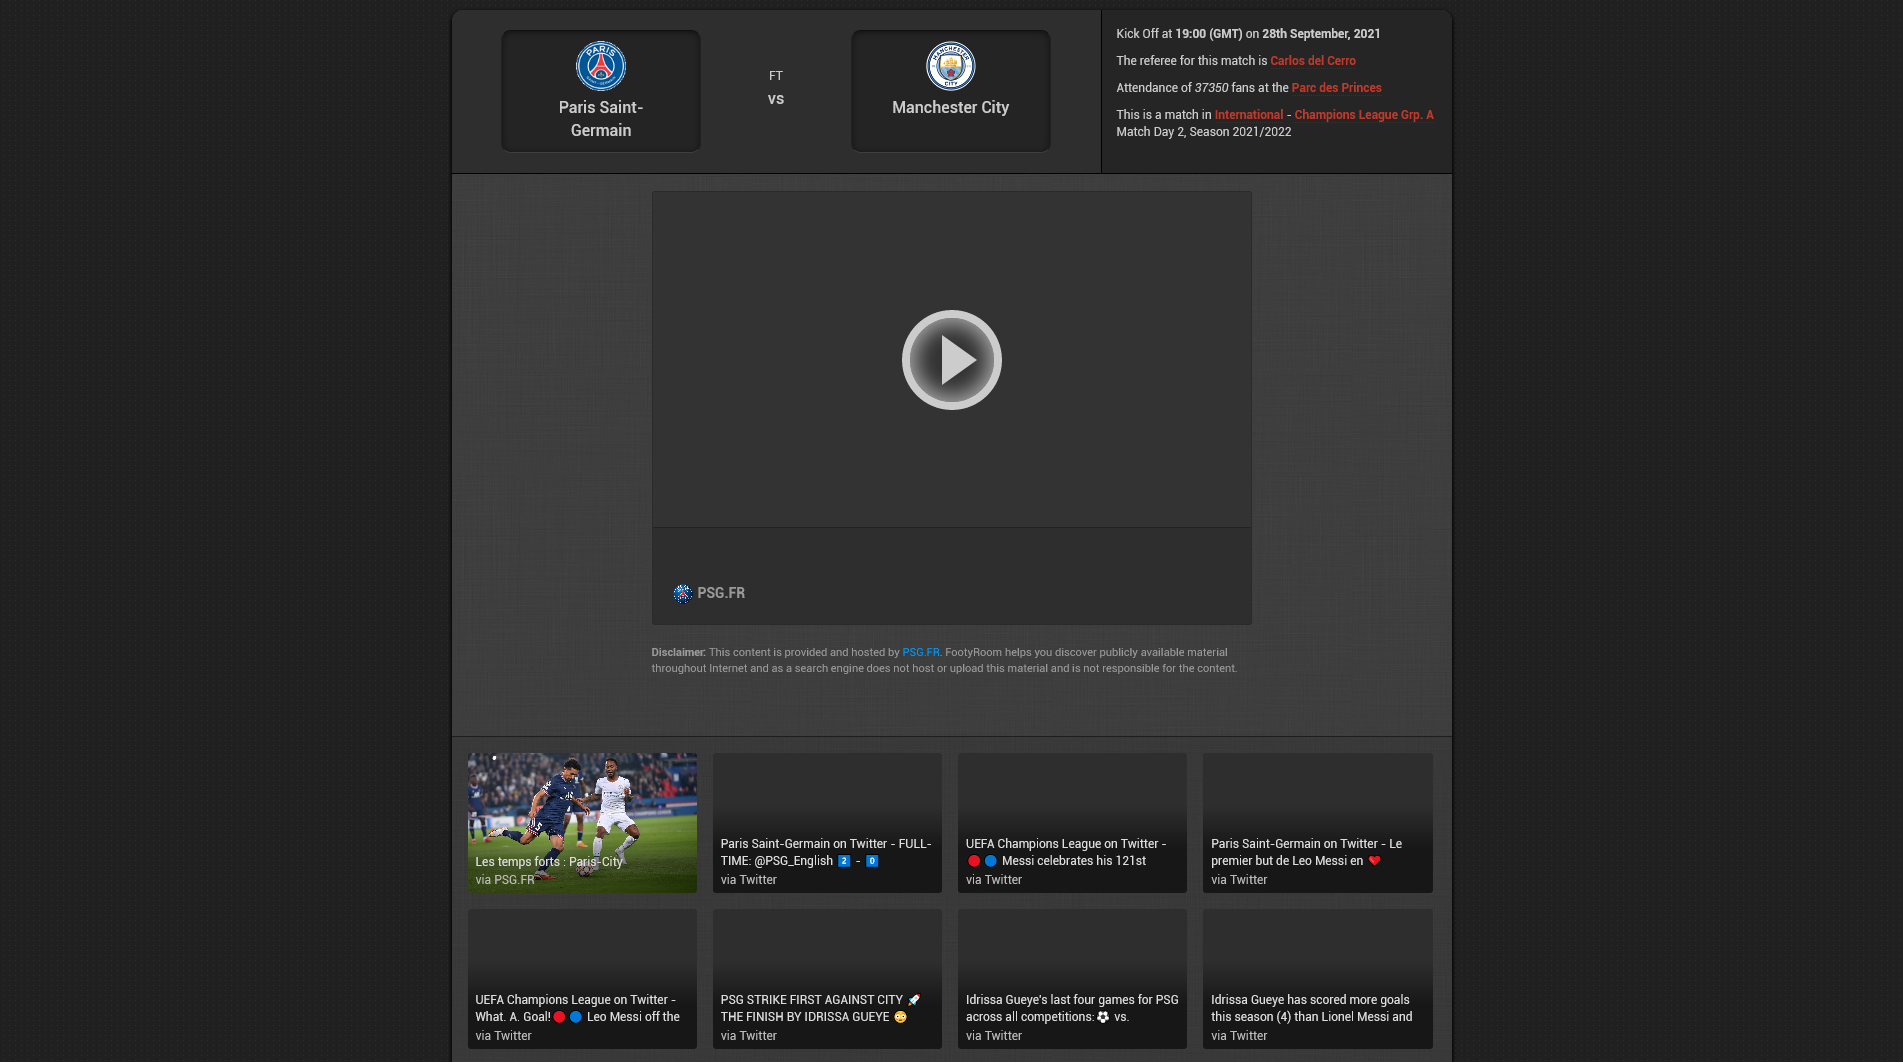 Paris Saint-
Germain
FT
VS
Manchester City
Kick Off at 19:00 (GMT) on 28th September, 2021
The referee for this match is Carlos del Cerro
Attendance of 37350 fans at the Parc des Princes
This is a match in International - Champions League Grp. A
Match Day 2, Season 2021/2022
PSG.FR
Disclaimer: This content is provided and hosted by PSG.FR. FootyRoom helps you discover publicly available material
throughout Internet and as a search engine does not host or upload this material and is not responsible for the content.
Les temps forts : Paris-City
via PSG.FR
Paris Saint-Germain on Twitter - FULL-
TIME: @PSG_English 2️⃣ - 0️⃣
via Twitter
UEFA Champions League on Twitter -
🔴🔵 Messi celebrates his 121st
via Twitter
Paris Saint-Germain on Twitter - Le
premier but de Leo Messi en ❤️
via Twitter
UEFA Champions League on Twitter -
What. A. Goal!🔴🔵 Leo Messi off the
via Twitter
PSG STRIKE FIRST AGAINST CITY 🚀
THE FINISH BY IDRISSA GUEYE 😳
via Twitter
Idrissa Gueye's last four games for PSG
across all competitions:⚽ vs.
via Twitter
Idrissa Gueye has scored more goals
this season (4) than Lionel Messi and
via Twitter